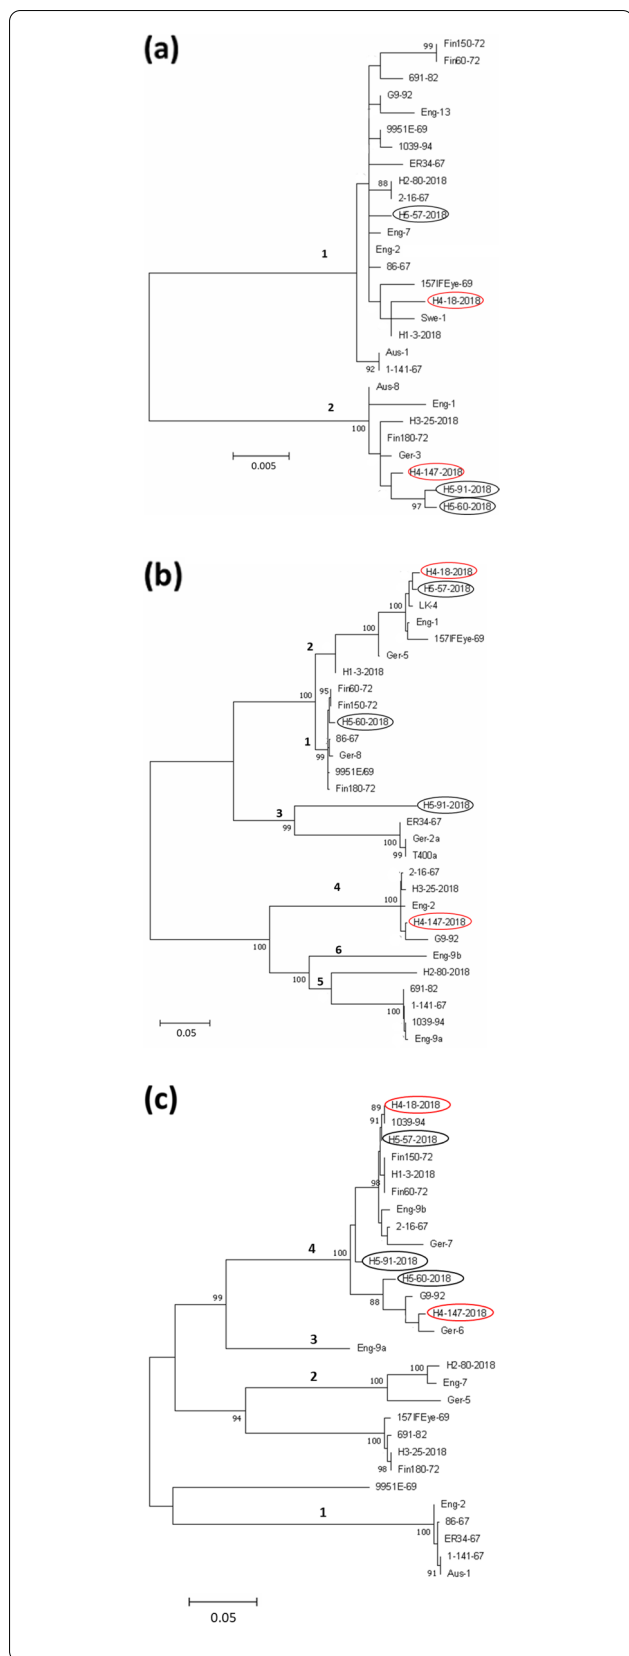 (a)
99
Fin150-72
Fin60-72
691-82
G9-92
Eng-13
9951E-69
1039-94
ER34-67
88
H2-80-2018
2-16-67
H5-57-2018
Eng-7
Eng-2
1
86-67
157IFEye-69
H4-18-2018
Swe-1
H1-3-2018
Aus-1
92
1-141-67
Aus-8
2
Eng-1
100
H3-25-2018
Fin180-72
0.005
Ger-3
H4-147-2018
H5-91-2018
97
H5-60-2018
(b)
H4-18-2018
H5-57-2018
100
LK-4
Eng-1
100
157IFEye-69
2
Ger-5
H1-3-2018
100
95
Fin60-72
Fin150-72
H5-60-2018
1
86-67
99
Ger-8
9951E/69
Fin180-72
H5-91-2018
3
99
ER34-67
100
Ger-2a
99
T400a
2-16-67
4
H3-25-2018
100
Eng-2
H4-147-2018
100
G9-92
6
Eng-9b
100
5
H2-80-2018
691-82
100
1-141-67
0.05
1039-94
Eng-9a
(c)
89
H4-18-2018
91
1039-94
H5-57-2018
Fin150-72
98
H1-3-2018
Fin60-72
Eng-9b
2-16-67
Ger-7
4
100
H5-91-2018
H5-60-2018
99
88
G9-92
H4-147-2018
Ger-6
3
Eng-9a
H2-80-2018
2
100
100
Eng-7
Ger-5
94
157IFEye-69
691-82
100
H3-25-2018
98
Fin180-72
9951E-69
Eng-2
1
86-67
100
ER34-67
1-141-67
91
Aus-1
0.05